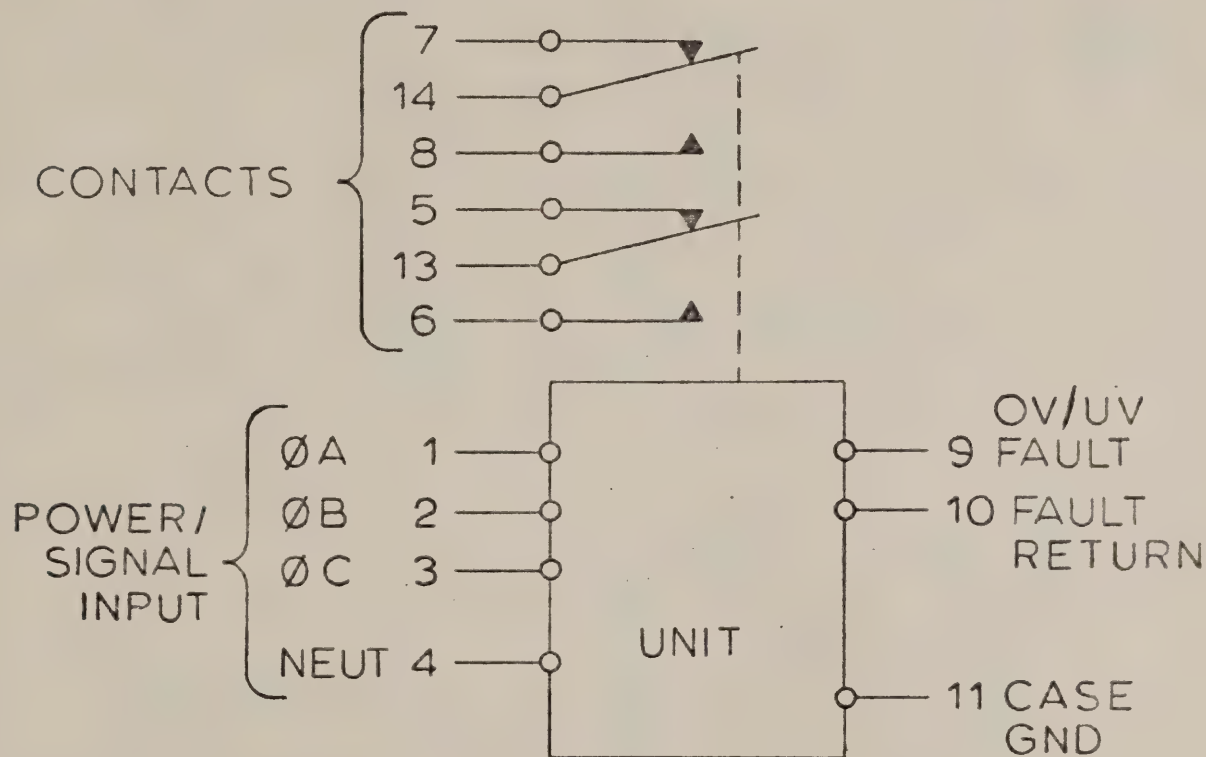 7
14
8
CONTACTS
5
13
6
ØA 1
ØB 2
ØC 3
NEUT 4
POWER/
SIGNAL
INPUT
UNIT
OV/UV
9 FAULT
10 FAULT
RETURN
11 CASE
GND